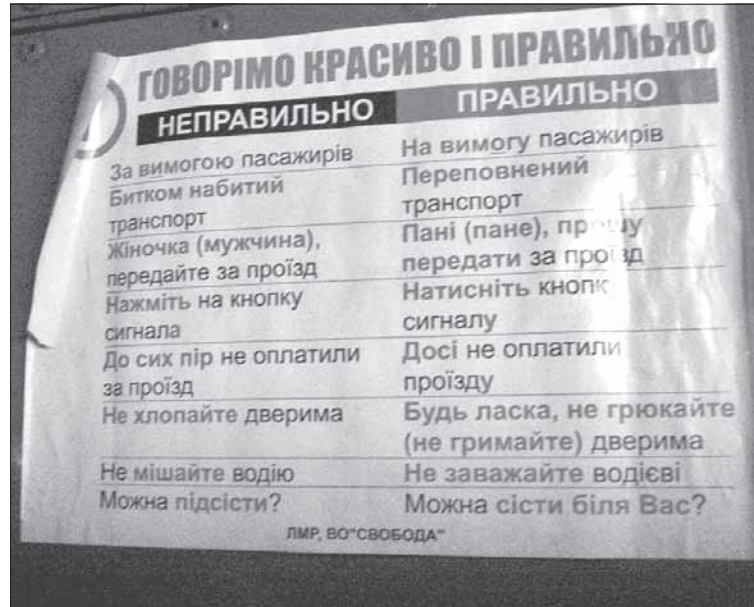 ГОВОРІМО КРАСИВО І ПРАВИЛЬНО
НЕПРАВИЛЬНО ПРАВИЛЬНО
За вимогою пасажирів На вимогу пасажирів
Битком набитий Переповнений
транспорт транспорт
Жіночка (мужчина), Пані (пане), прошу
передайте за проїзд передати за проїзд
Нажміть на кнопку Натисніть кнопк
сигнала сигналу
До сих пір не оплатили Досі не оплатили
за проїзд проїзду
Не хлопайте дверима Будь ласка, не грюкайте
(не гримайте) дверима
Не мішайте водію Не заважайте водієві
Можна підсісти? Можна сісти біля Вас?
ЛМР, ВО"СВОБОДА"